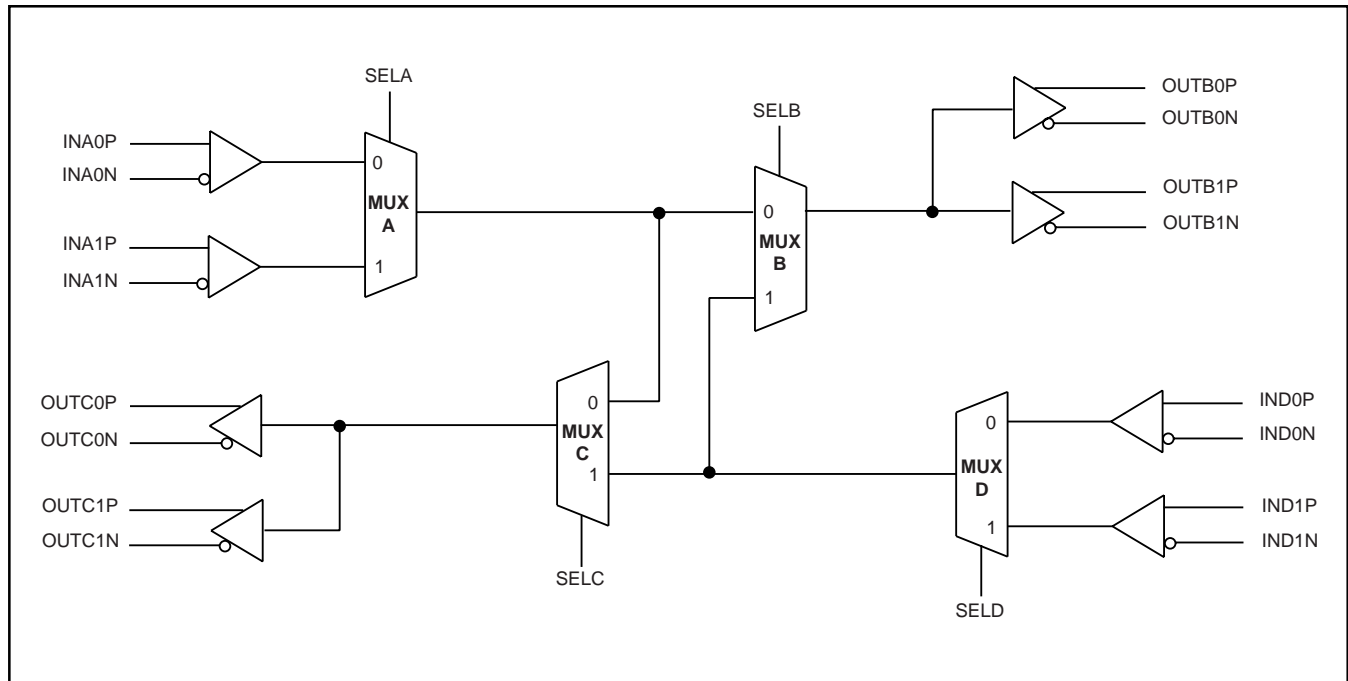 SELA
INA0P
INA0N
0
MUX
A
INA1P
INA1N
1
SELB
0
MUX
B
1
OUTB0P
OUTB0N
OUTB1P
OUTB1N
OUTC0P
OUTC0N
OUTC1P
OUTC1N
0
MUX
C
1
SELC
0
MUX
D
1
SELD
IND0P
IND0N
IND1P
IND1N